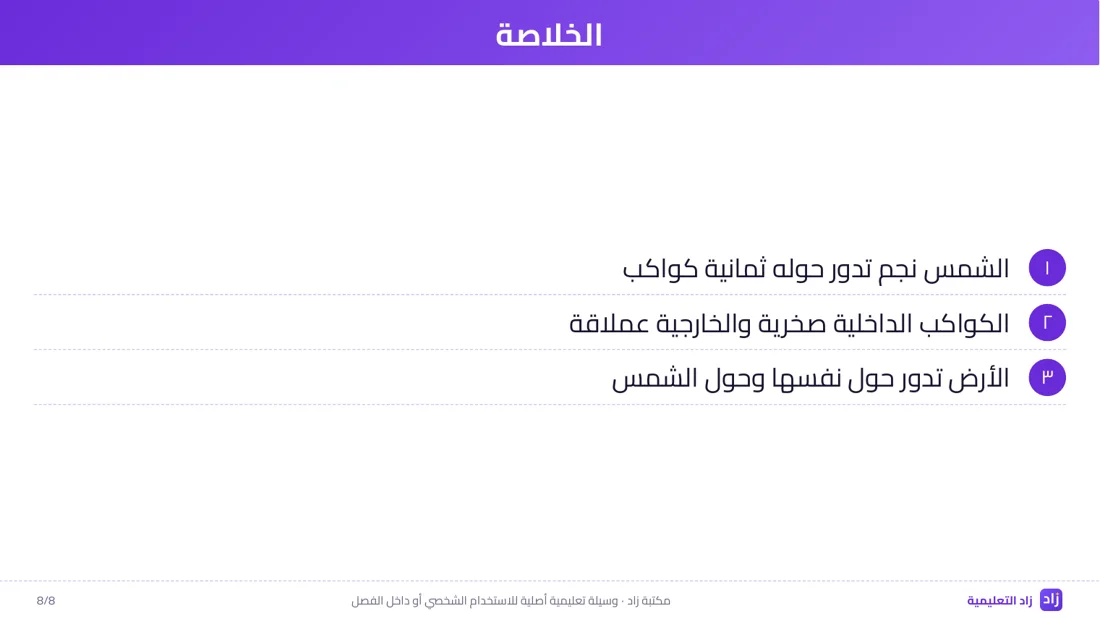 الخلاصة
١ الشمس نجم تدور حوله ثمانية كواكب
٢ الكواكب الداخلية صخرية والخارجية عملاقة
٣ الأرض تدور حول نفسها وحول الشمس
زاد زاد التعليمية
مكتبة زاد · وسيلة تعليمية أصلية للاستخدام الشخصي أو داخل الفصل
8/8